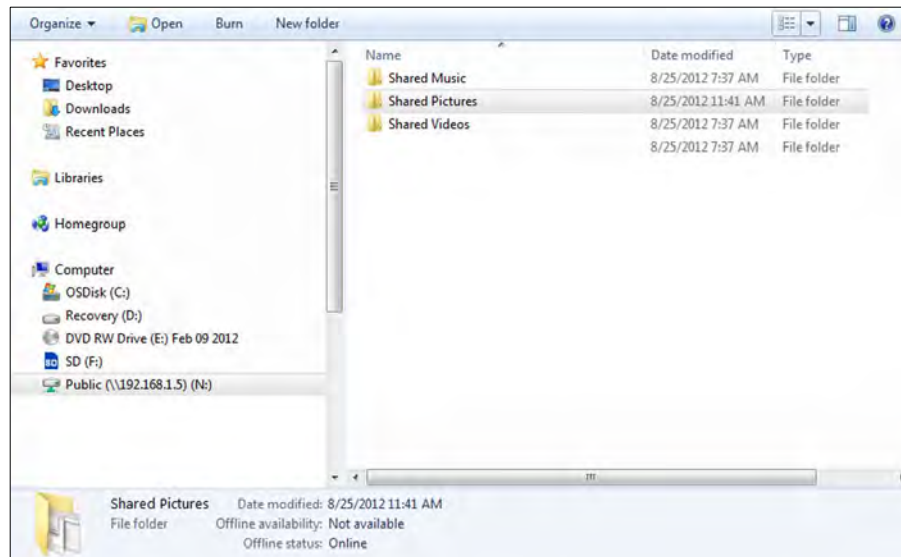 Organize Open Burn New folder
Favorites
Desktop
Downloads
Recent Places
Libraries
Homegroup
Computer
OSDisk (C:)
Recovery (D:)
DVD RW Drive (E:) Feb 09 2012
SD (F:)
Public (\\192.168.1.5) (N:)
Name Date modified Type
Shared Music 8/25/2012 7:37 AM File folder
Shared Pictures 8/25/2012 11:41 AM File folder
Shared Videos 8/25/2012 7:37 AM File folder
8/25/2012 7:37 AM File folder
Shared Pictures Date modified: 8/25/2012 11:41 AM
File folder Offline availability: Not available
Offline status: Online